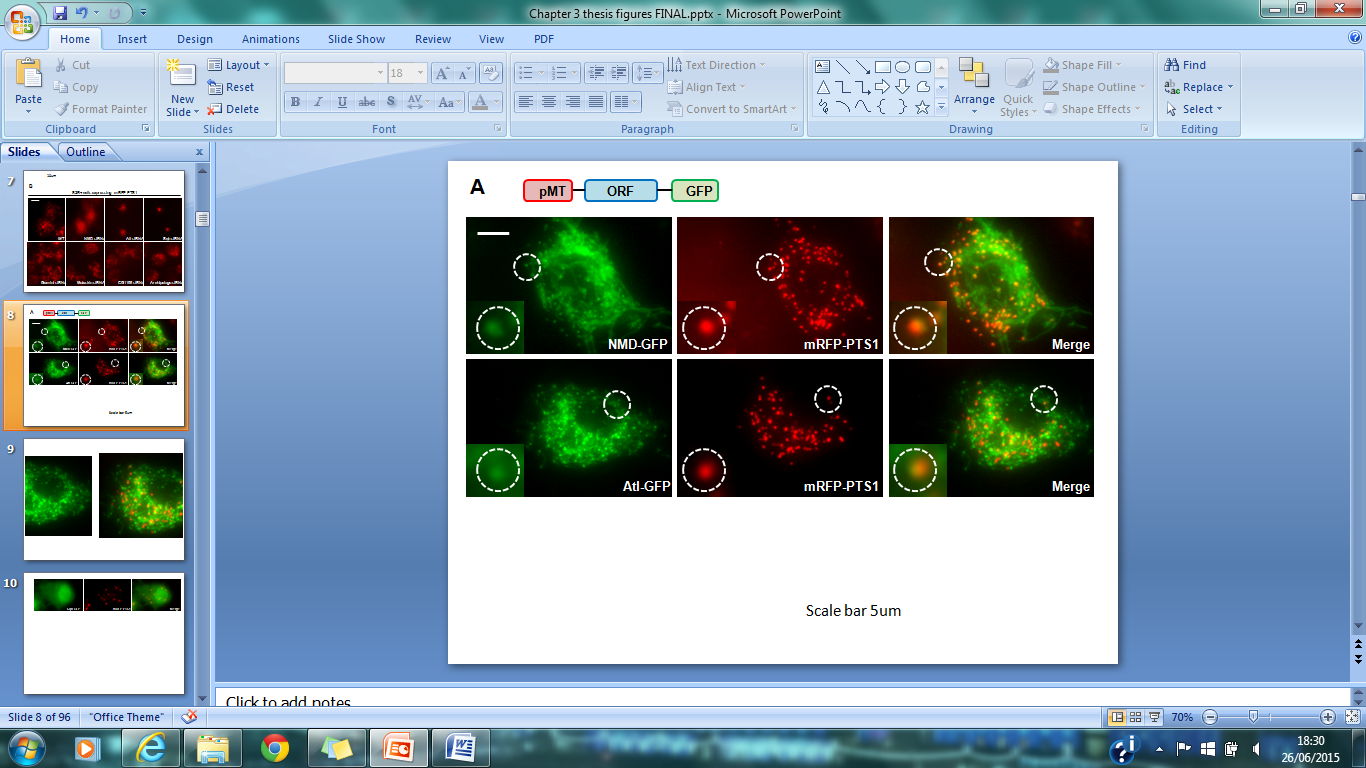 Chapter 3 thesis figures FINAL.pptx - Microsoft PowerPoint
Home Insert Design Animations Slide Show Review View PDF
Paste
Cut
Copy
Format Painter
Clipboard
New Slide
Layout
Reset
Delete
Slides
18
B I U abc S AV Aa A
Font
Text Direction
Align Text
Convert to SmartArt
Paragraph
Arrange
Quick Styles
Shape Fill
Shape Outline
Shape Effects
Drawing
Find
Replace
Select
Editing
Slides Outline x
7
8
9
10
A pMT ORF GFP
NMD-GFP mRFP-PTS1 Merge
Atl-GFP mRFP-PTS1 Merge
Scale bar 5um
Click to add notes
Slide 8 of 96 "Office Theme" 70%
18:30
26/06/2015